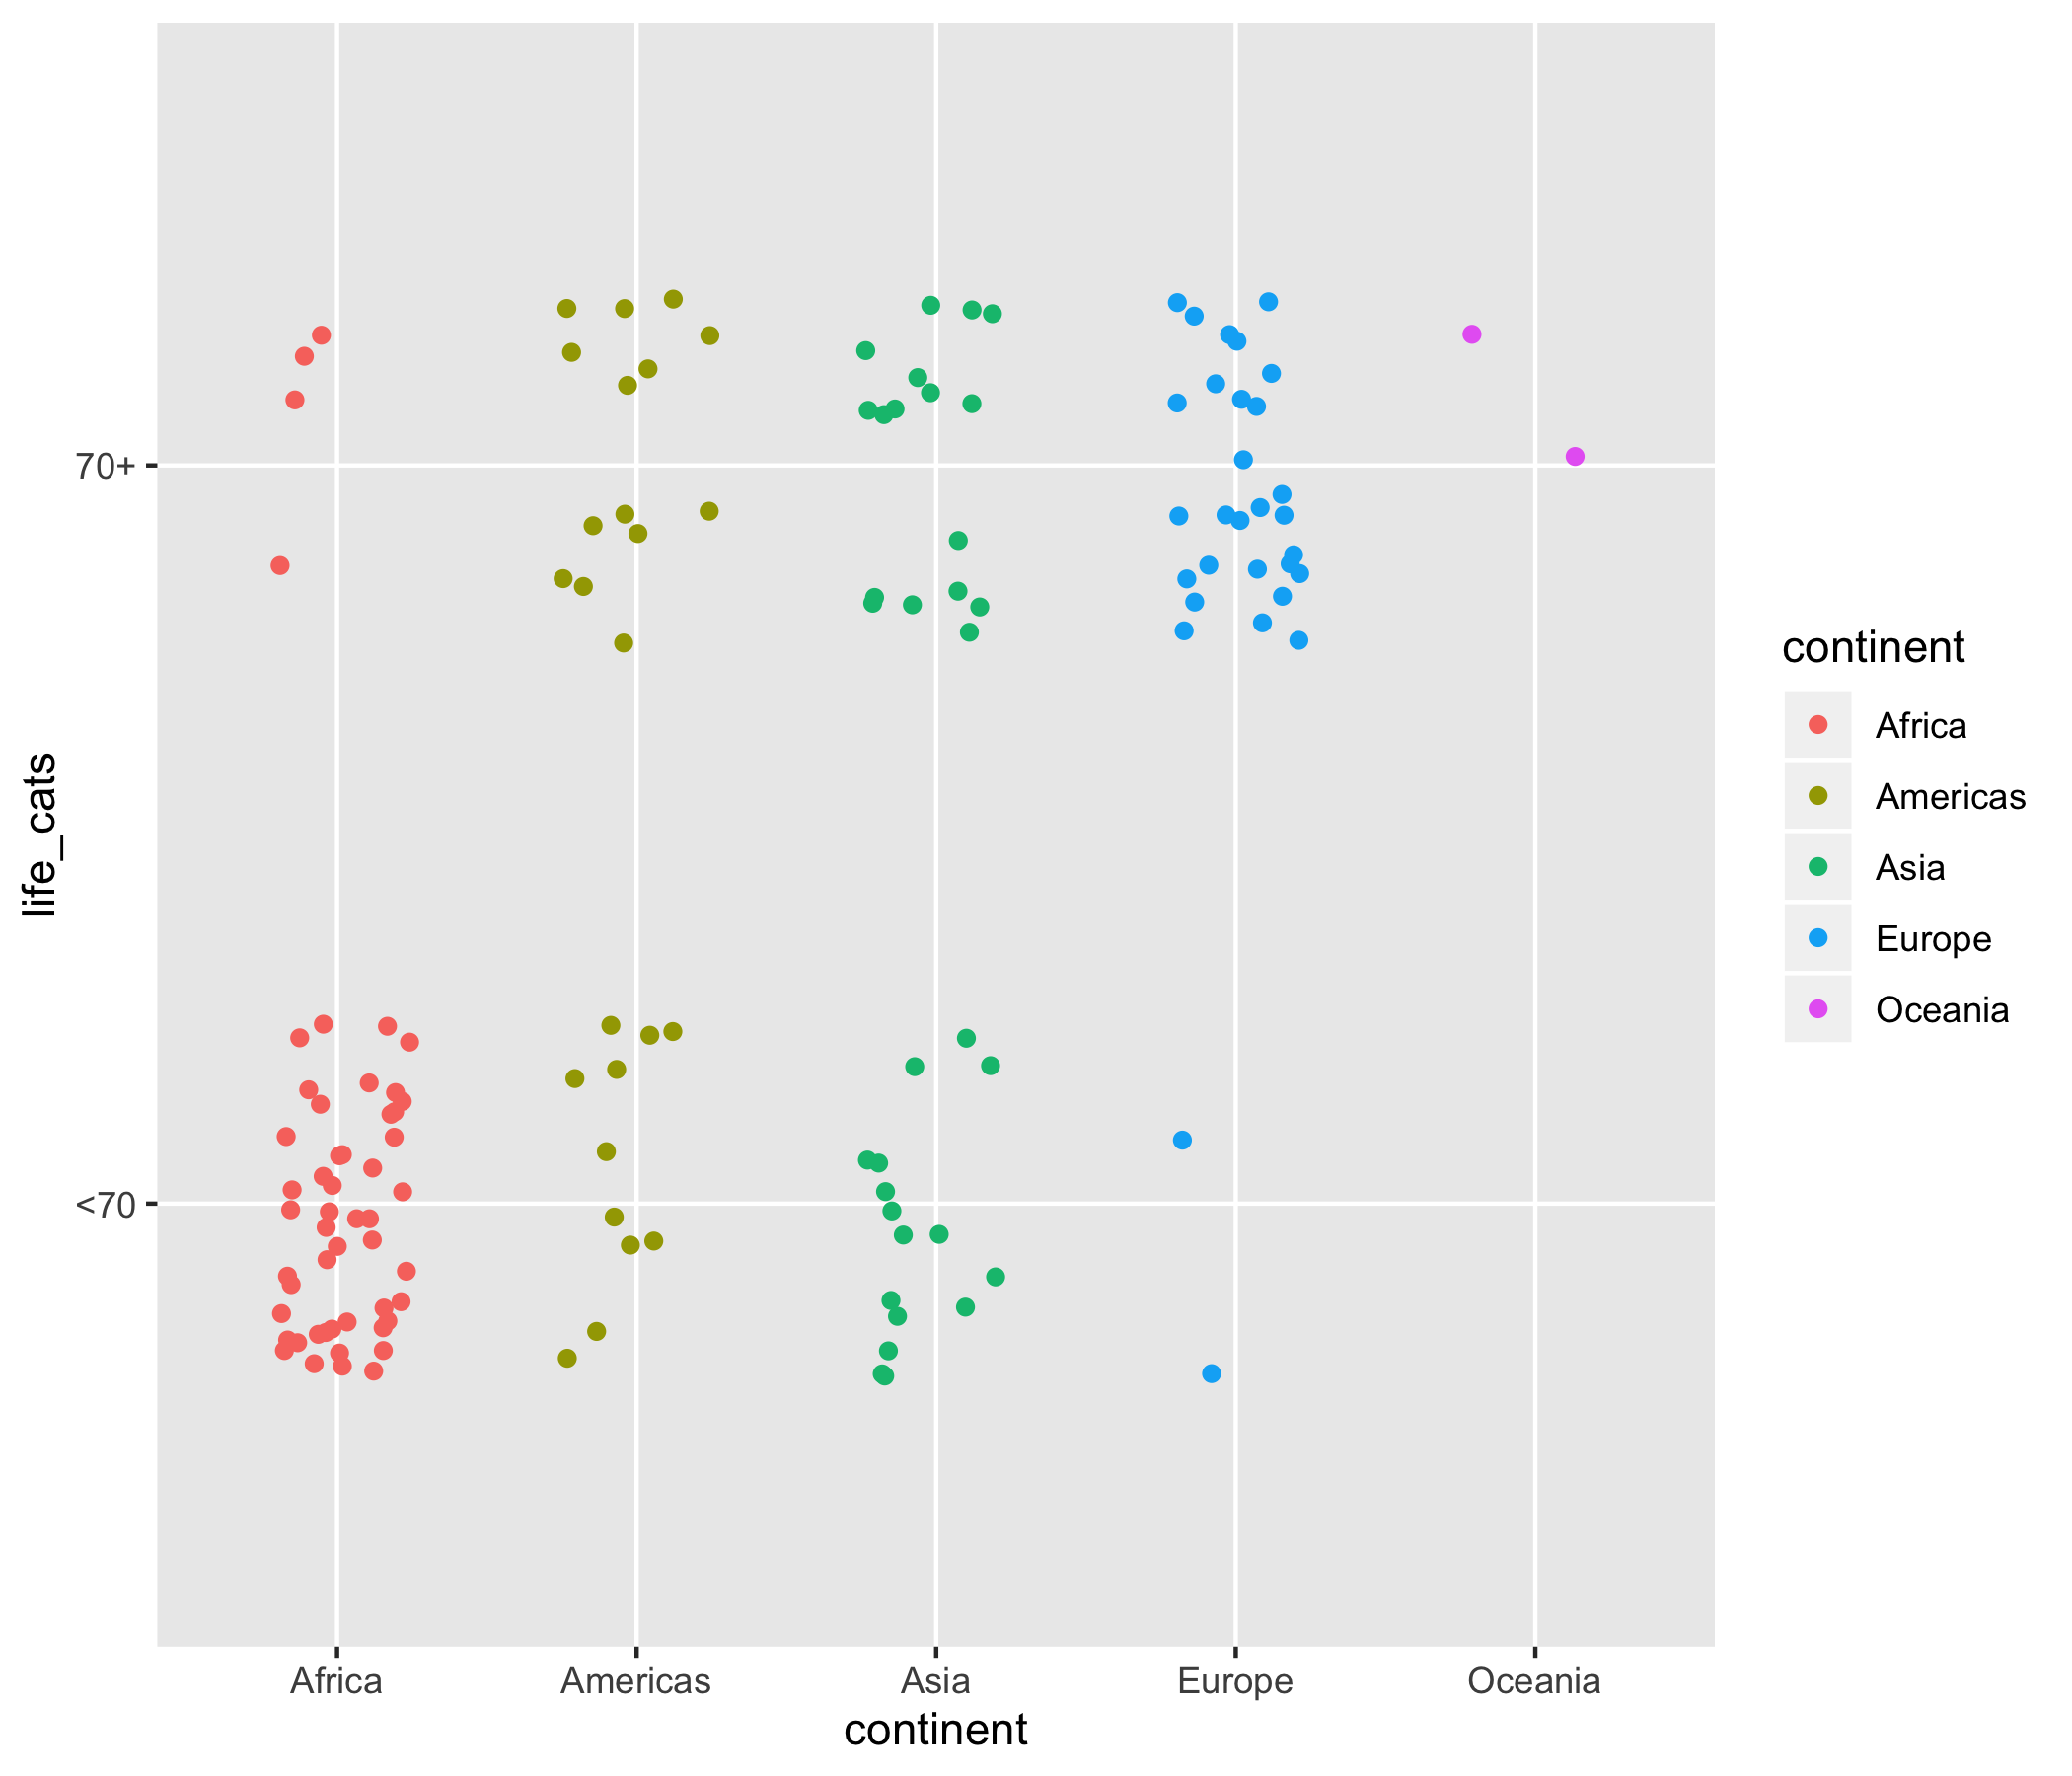 life_cats
70+
<70
Africa
Americas
Asia
Europe
Oceania
continent
continent
Africa
Americas
Asia
Europe
Oceania